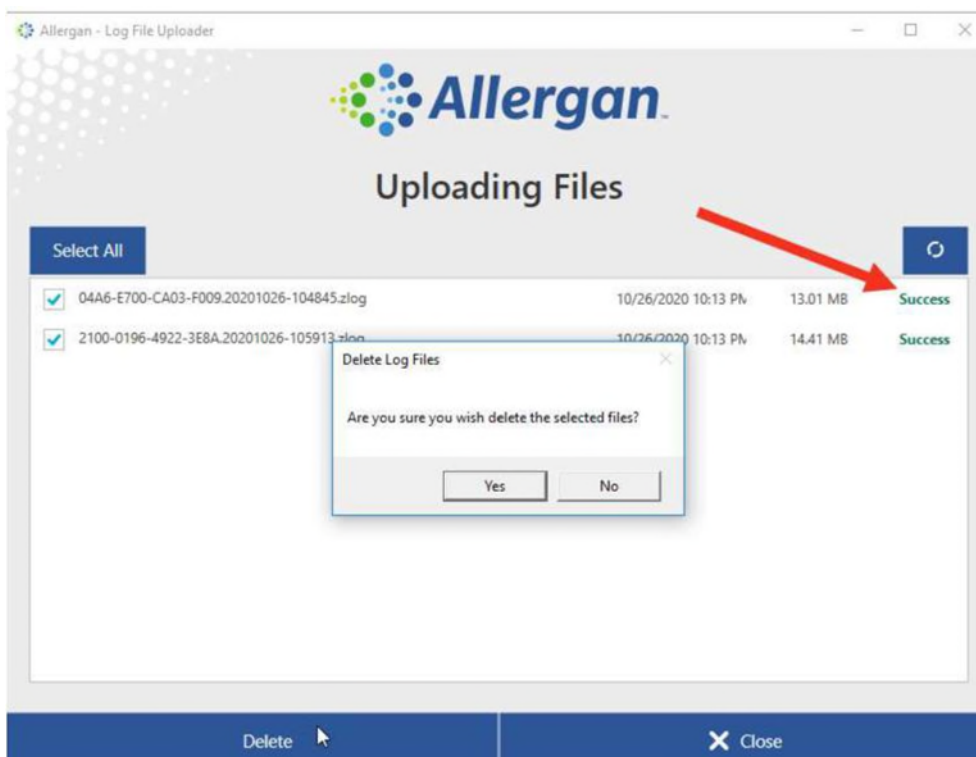 Allergan - Log File Uploader
Allergan™
Uploading Files
Select All
04A6-E700-CA03-F009.20201026-104845.zlog 10/26/2020 10:13 PM 13.01 MB Success
2100-0196-4922-3E8A.20201026-105913.zlog 10/26/2020 10:13 PM 14.41 MB Success
Delete Log Files
Are you sure you wish delete the selected files?
Yes No
Delete Close